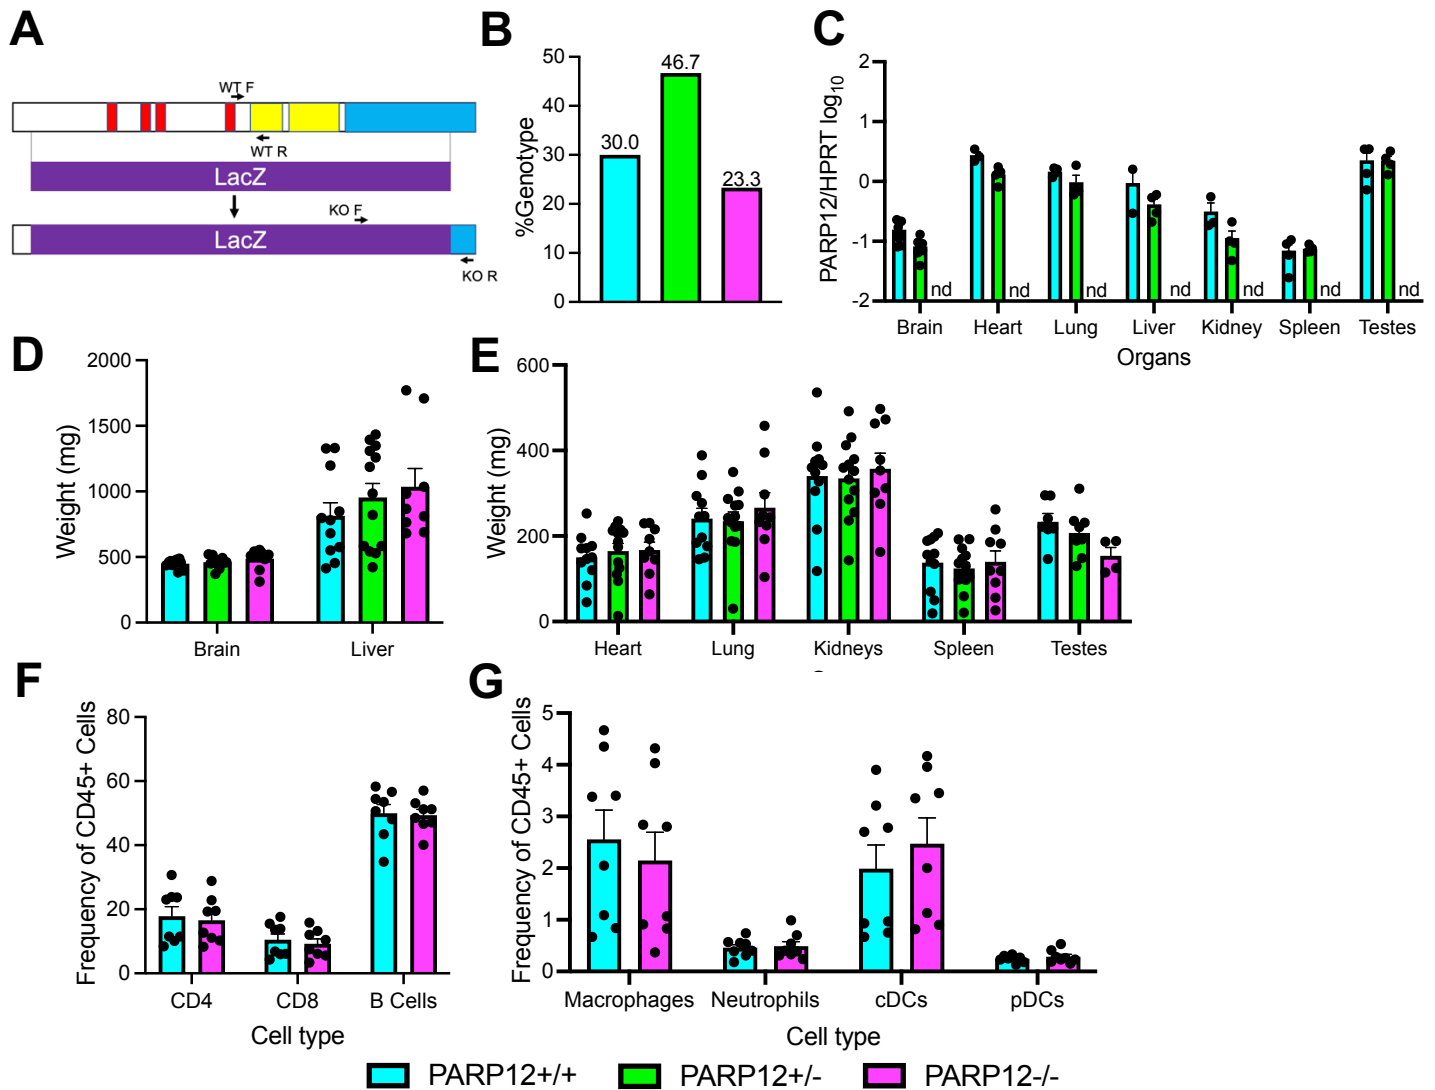 A
WT F
WT R
LacZ
KO F
LacZ
KO R
B
%Genotype
50
40
30
20
10
0
30.0
46.7
23.3
C
PARP12/HPRT log10
2
1
0
-1
-2
nd nd nd nd nd nd nd
Brain Heart Lung Liver Kidney Spleen Testes
Organs
D
Weight (mg)
2000
1500
1000
500
0
Brain Liver
E
Weight (mg)
600
400
200
0
Heart Lung Kidneys Spleen Testes
F
Frequency of CD45+ Cells
80
60
40
20
0
CD4 CD8 B Cells
Cell type
G
Frequency of CD45+ Cells
5
4
3
2
1
0
Macrophages Neutrophils cDCs pDCs
Cell type
PARP12+/+ PARP12+/- PARP12-/-